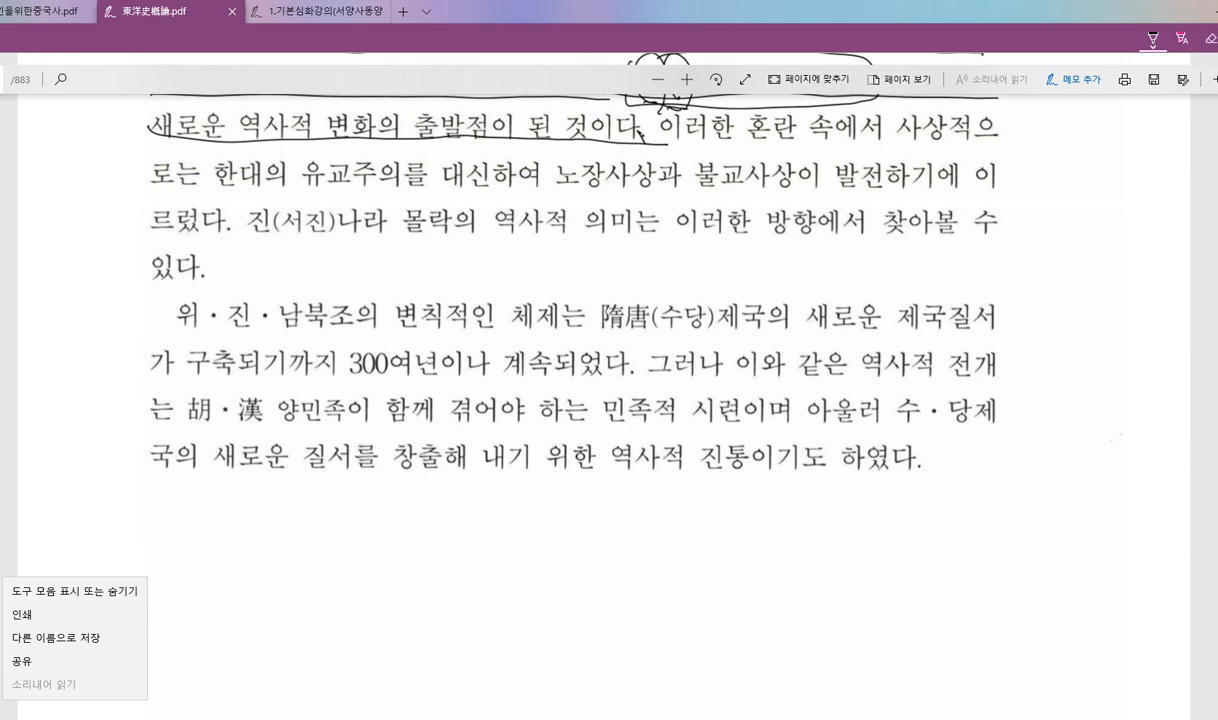 인을위한중국사.pdf
東洋史槪論.pdf
1.기본심화강의(서양사동양
/883
페이지에 맞추기
페이지 보기
소리내어 읽기
메모 추가
새로운 역사적 변화의 출발점이 된 것이다. 이러한 혼란 속에서 사상적으
로는 한대의 유교주의를 대신하여 노장사상과 불교사상이 발전하기에 이
르렀다. 진(서진)나라 몰락의 역사적 의미는 이러한 방향에서 찾아볼 수
있다.
위·진·남북조의 변칙적인 체제는 隋唐(수당)제국의 새로운 제국질서
가 구축되기까지 300여년이나 계속되었다. 그러나 이와 같은 역사적 전개
는 胡·漢 양민족이 함께 겪어야 하는 민족적 시련이며 아울러 수·당제
국의 새로운 질서를 창출해 내기 위한 역사적 진통이기도 하였다.
도구 모음 표시 또는 숨기기
인쇄
다른 이름으로 저장
공유
소리내어 읽기